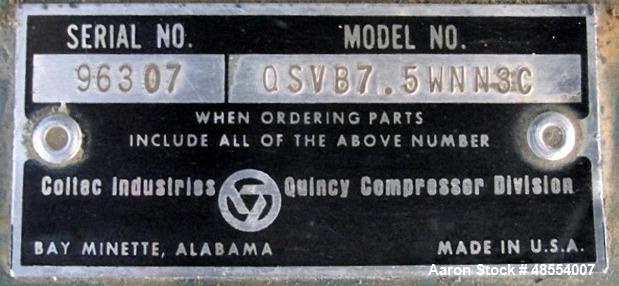 SERIAL NO. MODEL NO.
96307 QSVB7.5WNN3C
WHEN ORDERING PARTS
INCLUDE ALL OF THE ABOVE NUMBER
Coltec Industries Quincy Compressor Division
BAY MINETTE, ALABAMA MADE IN U.S.A.
Aaron Stock # 48554007